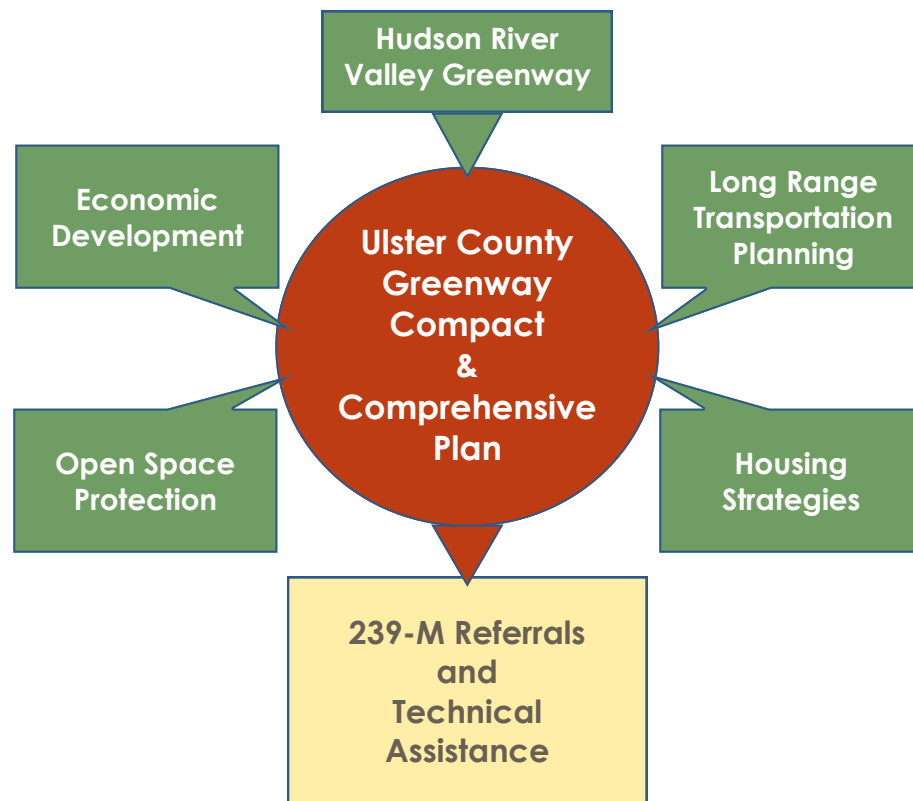 Hudson River
Valley Greenway
Economic
Development
Long Range
Transportation
Planning
Ulster County
Greenway
Compact
&
Comprehensive
Plan
Open Space
Protection
Housing
Strategies
239-M Referrals
and
Technical
Assistance